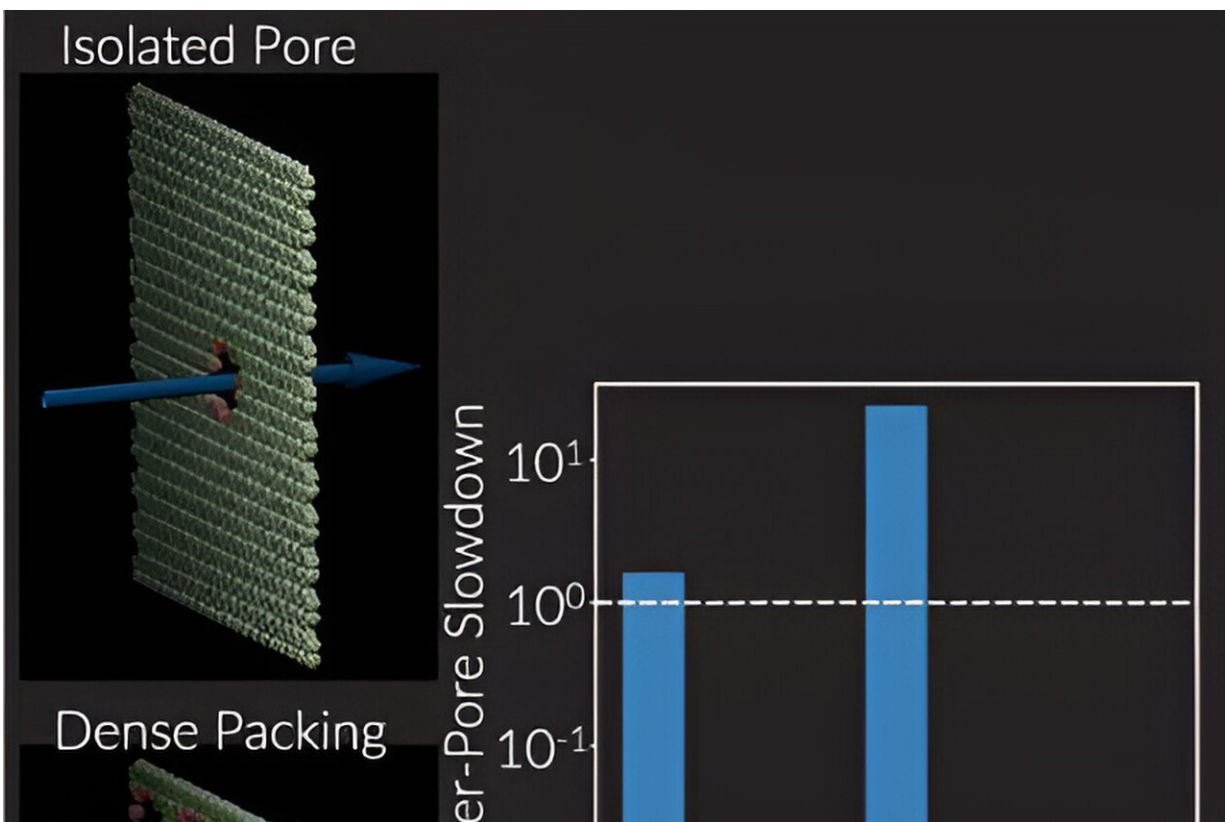 Isolated Pore
Dense Packing
er-Pore Slowdown
10¹
10⁰
10⁻¹